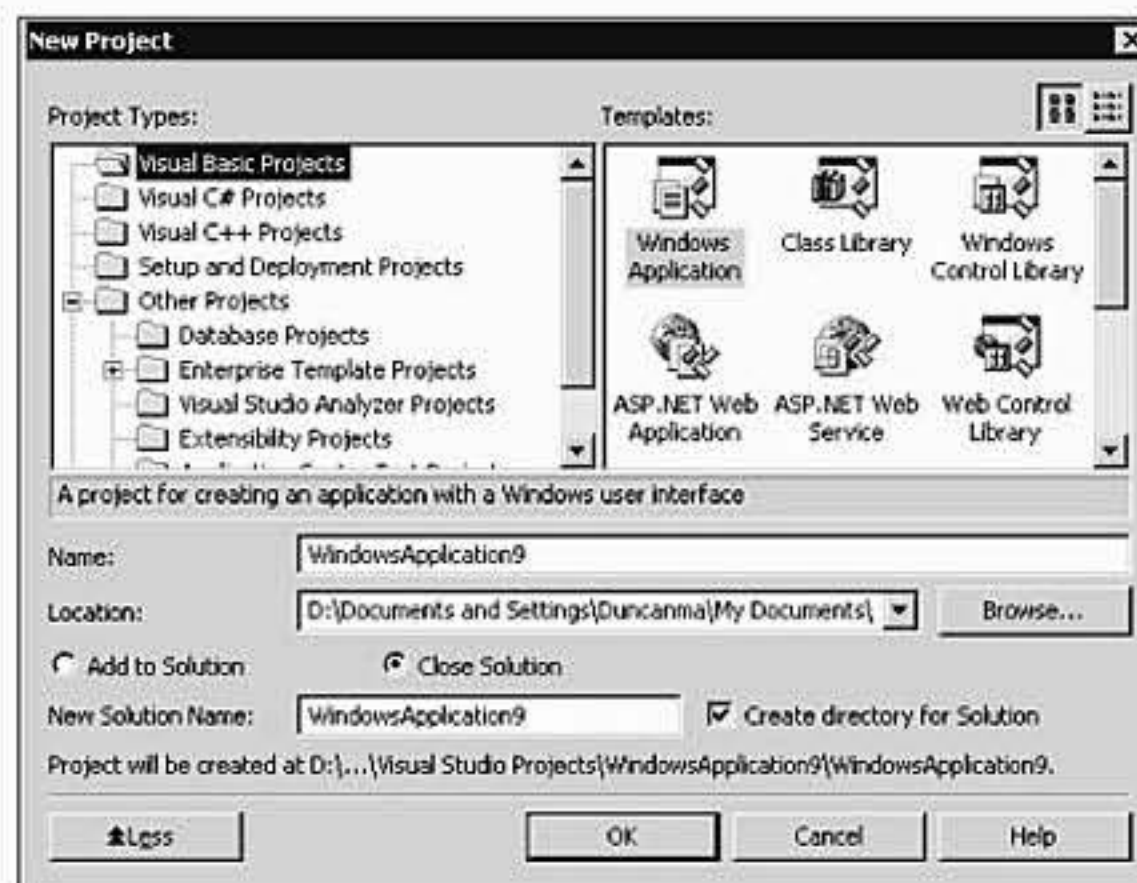 New Project
Project Types:
Templates:
Visual Basic Projects
Visual C# Projects
Visual C++ Projects
Setup and Deployment Projects
Other Projects
Database Projects
Enterprise Template Projects
Visual Studio Analyzer Projects
Extensibility Projects
Windows Application
Class Library
Windows Control Library
ASP.NET Web Application
ASP.NET Web Service
Web Control Library
A project for creating an application with a Windows user interface
Name:
WindowsApplication9
Location:
D:\Documents and Settings\Duncanma\My Documents\
Browse...
Add to Solution
Close Solution
New Solution Name:
WindowsApplication9
Create directory for Solution
Project will be created at D:\...\Visual Studio Projects\WindowsApplication9\WindowsApplication9.
Less
OK
Cancel
Help